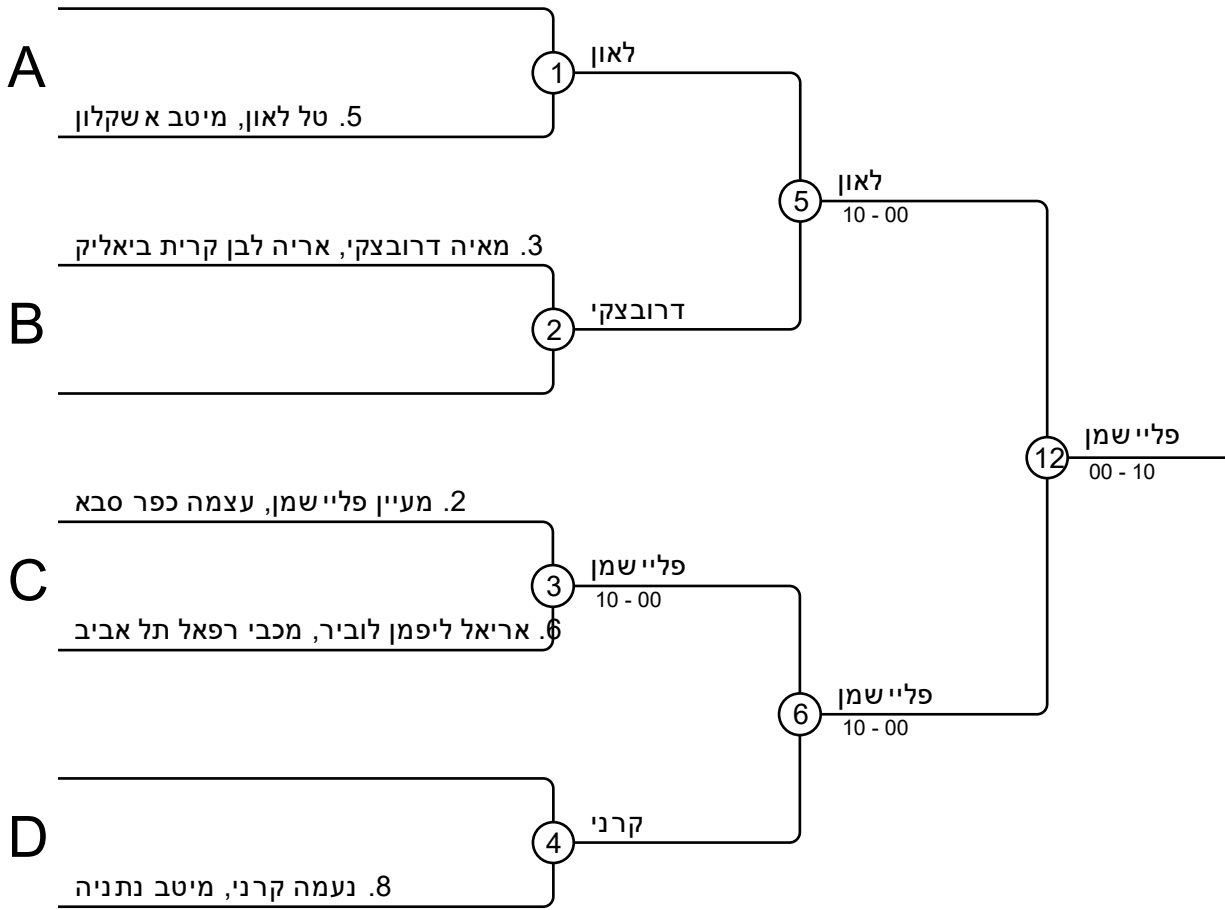 A
1
לאון
5. טל לאון, מיטב אשקלון
5
לאון
10 - 00
3. מאיה דרובצקי, אריה לבן קרית ביאליק
B
2
דרובצקי
12
פליישמן
00 - 10
2. מעיין פליישמן, עצמה כפר סבא
C
3
פליישמן
10 - 00
6. אריאל ליפמן לוביר, מכבי רפאל תל אביב
6
פליישמן
10 - 00
D
4
קרני
8. נעמה קרני, מיטב נתניה